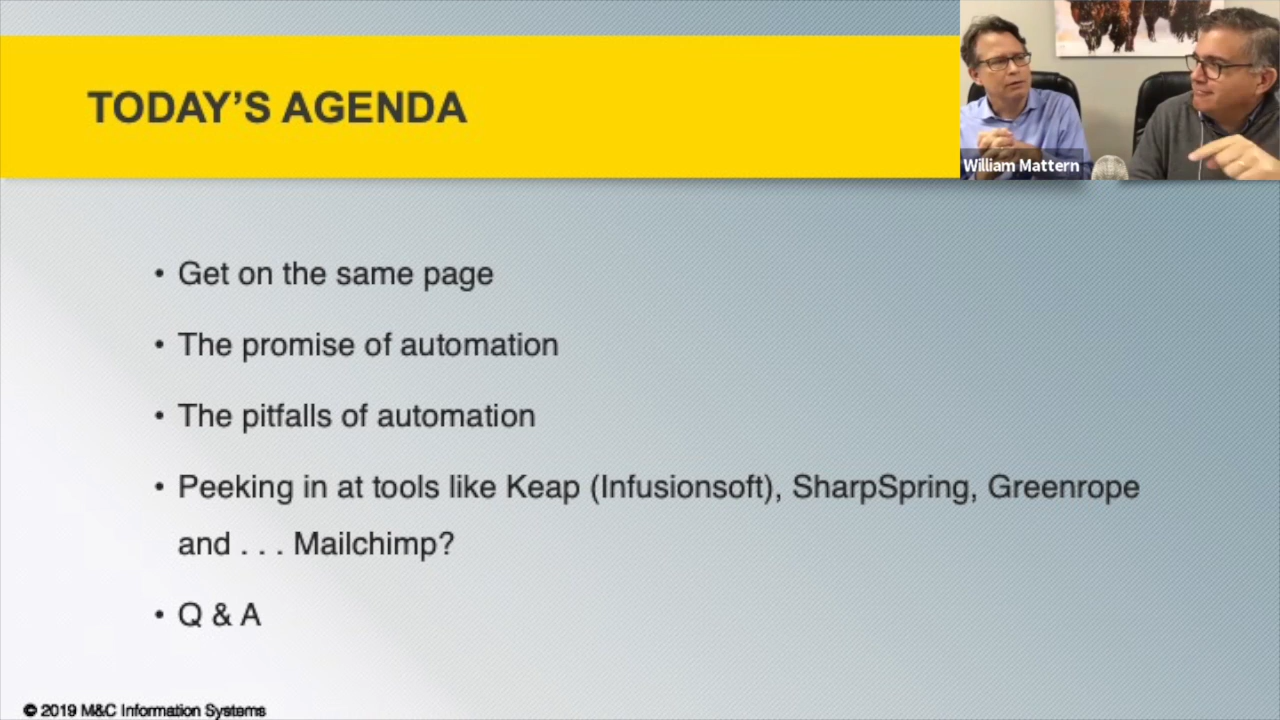 TODAY’S AGENDA
William Mattern
• Get on the same page
• The promise of automation
• The pitfalls of automation
• Peeking in at tools like Keap (Infusionsoft), SharpSpring, Greenrope
and . . . Mailchimp?
• Q & A
© 2019 M&C Information Systems